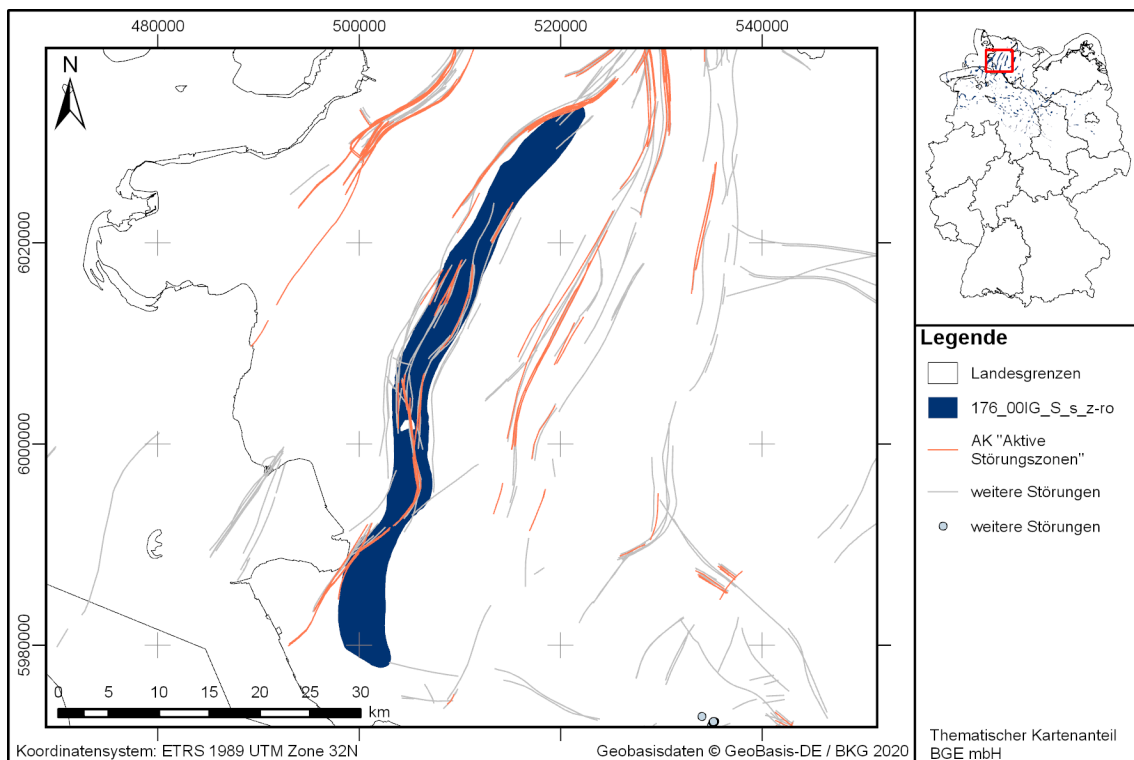 480000
500000
520000
540000
N
6020000
6000000
5980000
0
5
10
15
20
25
30
km
Koordinatensystem: ETRS 1989 UTM Zone 32N
Geobasisdaten © GeoBasis-DE / BKG 2020
Legende
Landesgrenzen
176_00IG_S_s_z-ro
AK "Aktive
Störungszonen"
weitere Störungen
weitere Störungen
Thematischer Kartenanteil
BGE mbH